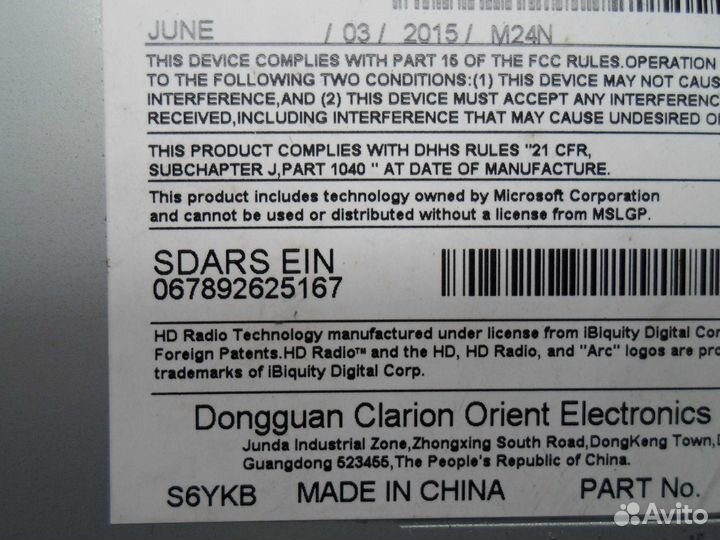 JUNE / 03 / 2015 / M24N
THIS DEVICE COMPLIES WITH PART 15 OF THE FCC RULES.OPERATION
TO THE FOLLOWING TWO CONDITIONS:(1) THIS DEVICE MAY NOT CAUS
INTERFERENCE,AND (2) THIS DEVICE MUST ACCEPT ANY INTERFERENC
RECEIVED,INCLUDING INTERFERENCE THAT MAY CAUSE UNDESIRED O
THIS PRODUCT COMPLIES WITH DHHS RULES "21 CFR,
SUBCHAPTER J,PART 1040 " AT DATE OF MANUFACTURE.
This product includes technology owned by Microsoft Corporation
and cannot be used or distributed without a license from MSLGP.
SDARS EIN
067892625167
HD Radio Technology manufactured under license from iBiquity Digital Cor
Foreign Patents.HD Radio™ and the HD, HD Radio, and "Arc" logos are pro
trademarks of iBiquity Digital Corp.
Dongguan Clarion Orient Electronics
Junda Industrial Zone,Zhongxing South Road,DongKeng Town,D
Guangdong 523455,The People's Republic of China.
S6YKB MADE IN CHINA PART No.
Avito